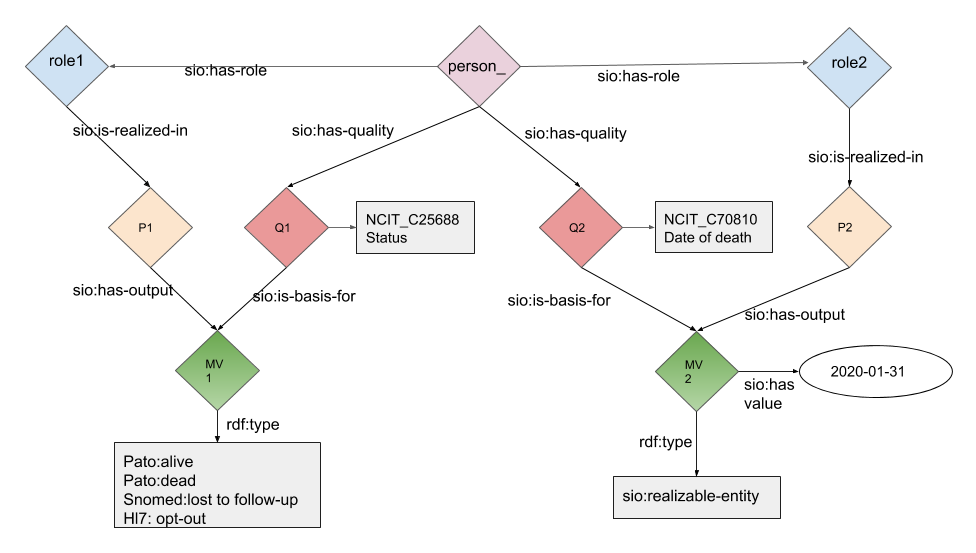 role1
person_
role2
sio:has-role
sio:has-role
sio:is-realized-in
sio:has-quality
sio:has-quality
sio:is-realized-in
P1
Q1
NCIT_C25688
Status
Q2
NCIT_C70810
Date of death
P2
sio:has-output
sio:is-basis-for
sio:is-basis-for
sio:has-output
MV
1
MV
2
sio:has
value
2020-01-31
rdf:type
rdf:type
Pato:alive
Pato:dead
Snomed:lost to follow-up
Hl7: opt-out
sio:realizable-entity